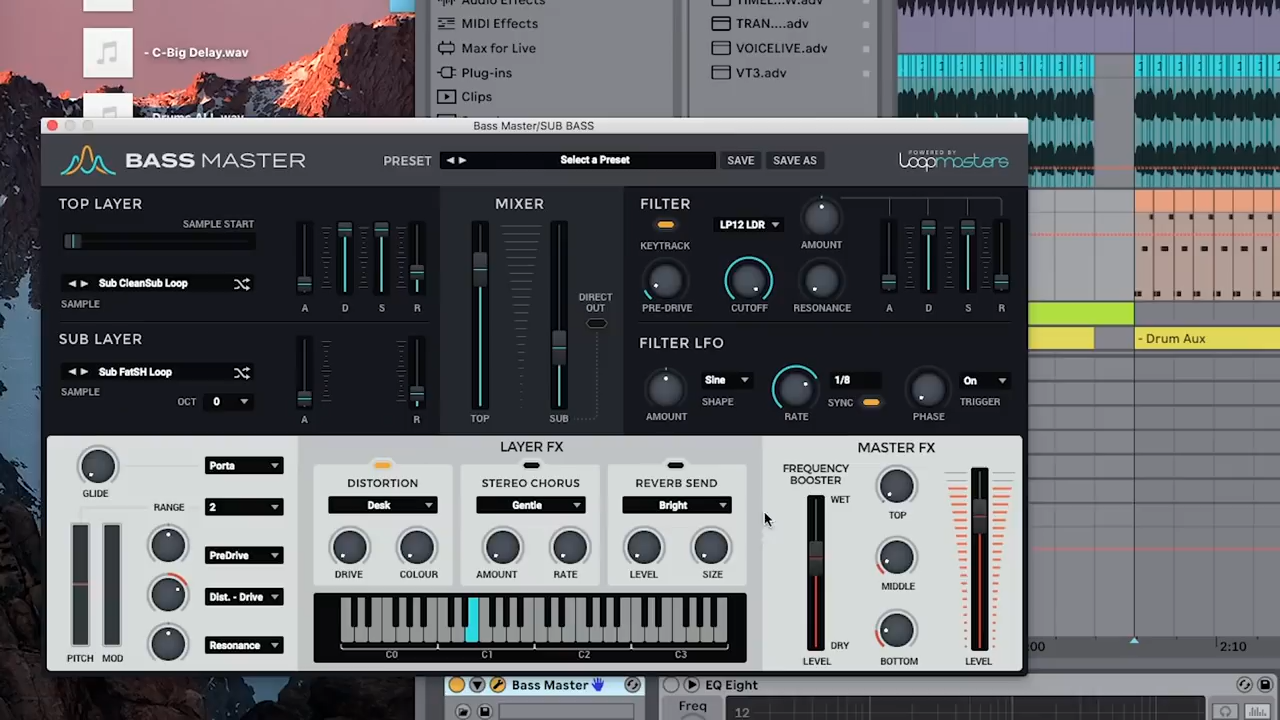 Audio Effects
MIDI Effects
Max for Live
Plug-ins
Clips
TRAN....adv
VOICELIVE.adv
VT3.adv
- C-Big Delay.wav
Bass Master/SUB BASS
BASS MASTER
PRESET
Select a Preset
SAVE
SAVE AS
POWERED BY
Loopmasters
TOP LAYER
SAMPLE START
Sub CleanSub Loop
SAMPLE
A
D
S
R
SUB LAYER
Sub FatSH Loop
SAMPLE
OCT
0
A
R
MIXER
DIRECT
OUT
TOP
SUB
FILTER
KEYTRACK
LP12 LDR
AMOUNT
PRE-DRIVE
CUTOFF
RESONANCE
A
D
S
R
FILTER LFO
AMOUNT
Sine
SHAPE
RATE
1/8
SYNC
PHASE
On
TRIGGER
- Drum Aux
GLIDE
Porta
RANGE
2
PreDrive
Dist. - Drive
Resonance
PITCH
MOD
LAYER FX
DISTORTION
Desk
DRIVE
COLOUR
STEREO CHORUS
Gentle
AMOUNT
RATE
REVERB SEND
Bright
LEVEL
SIZE
C0
C1
C2
C3
MASTER FX
FREQUENCY
BOOSTER
WET
DRY
LEVEL
TOP
MIDDLE
BOTTOM
LEVEL
:00
2:10
Bass Master
EQ Eight
Freq
12